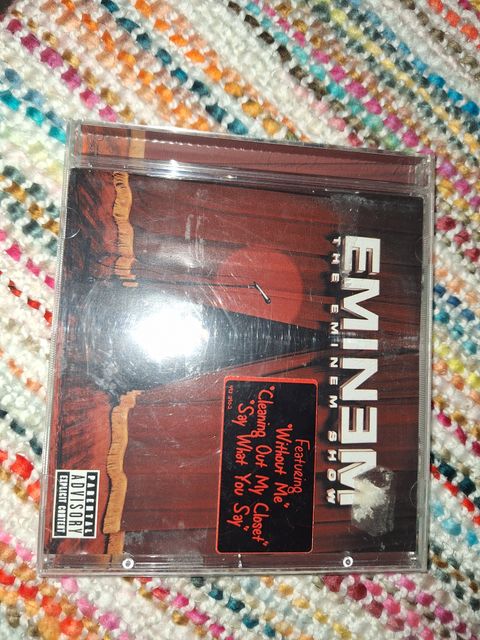 EMINEM
THE EMINEM SHOW
Featuring
"Without Me"
"Cleaning Out My Closet"
"Say What You Say"
PARENTAL
ADVISORY
EXPLICIT CONTENT